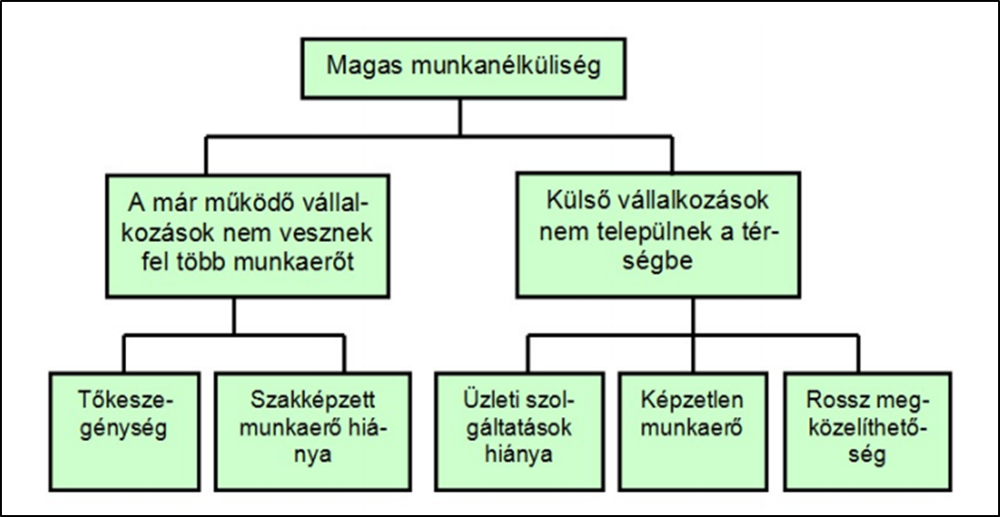 Magas munkanélküliség
A már működő vállal-
kozások nem vesznek
fel több munkaerőt
Külső vállalkozások
nem települnek a tér-
ségbe
Tőkesze-
génység
Szakképzett
munkaerő hiá-
nya
Üzleti szol-
gáltatások
hiánya
Képzetlen
munkaerő
Rossz meg-
közelíthető-
ség